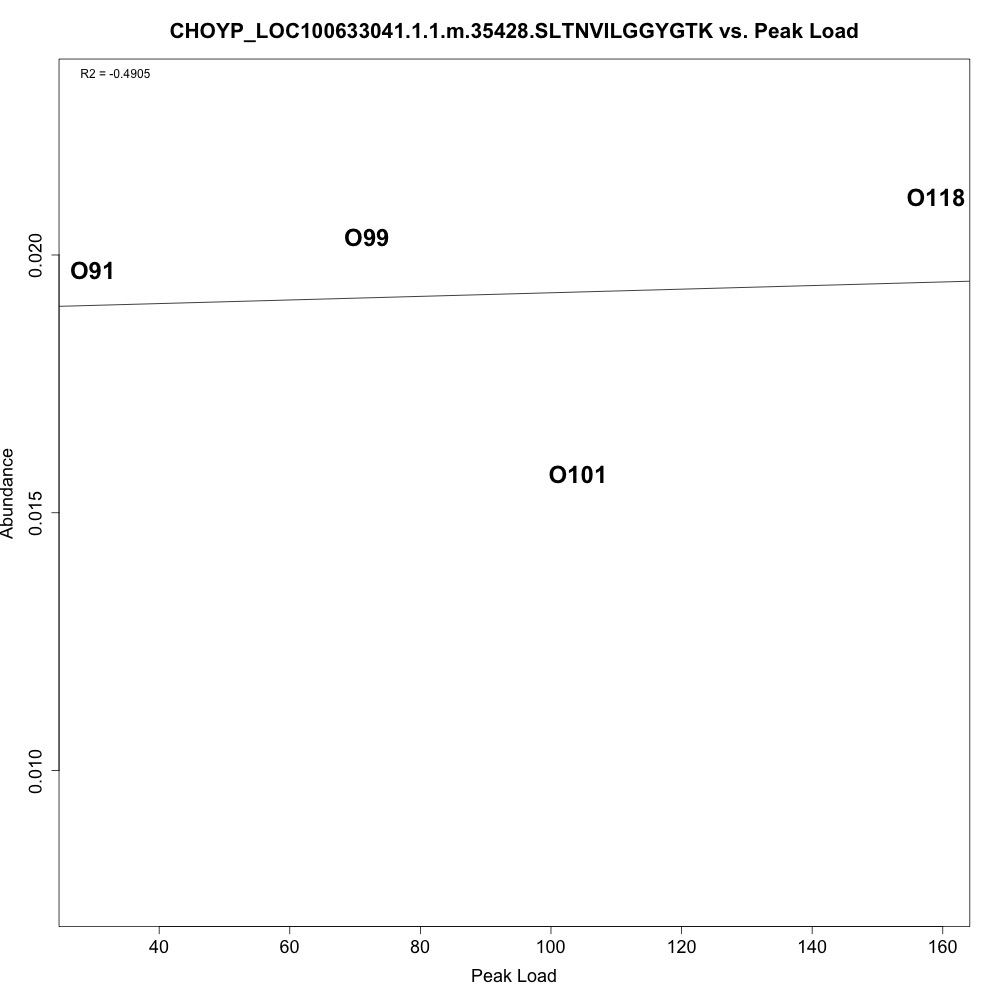 CHOYP_LOC100633041.1.1.m.35428.SLTNVILGGYGTK vs. Peak Load
R2 = -0.4905
O118
O99
O91
O101
0.020
0.015
0.010
Abundance
40 60 80 100 120 140 160
Peak Load